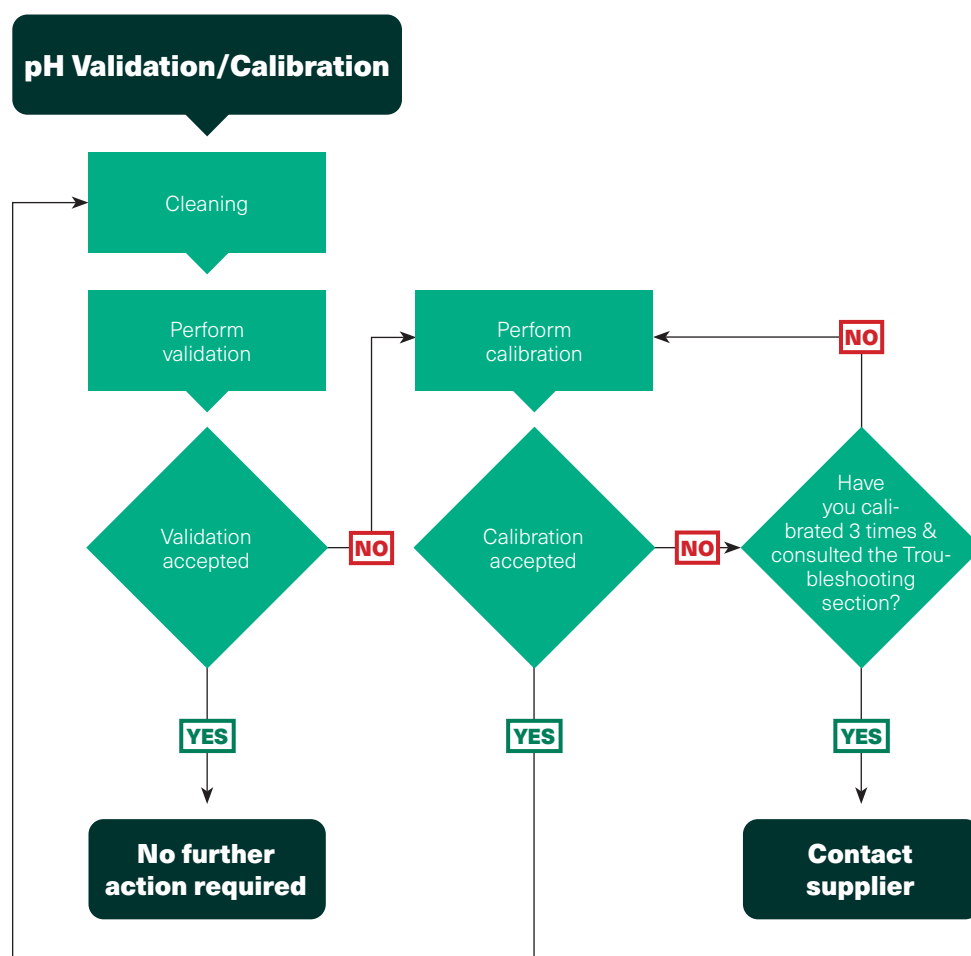 pH Validation/Calibration
Cleaning
Perform
validation
Perform
calibration
NO
Validation
accepted
NO
Calibration
accepted
NO
Have
you cali-
brated 3 times &
consulted the Trou-
bleshooting
section?
YES
YES
YES
No further
action required
Contact
supplier